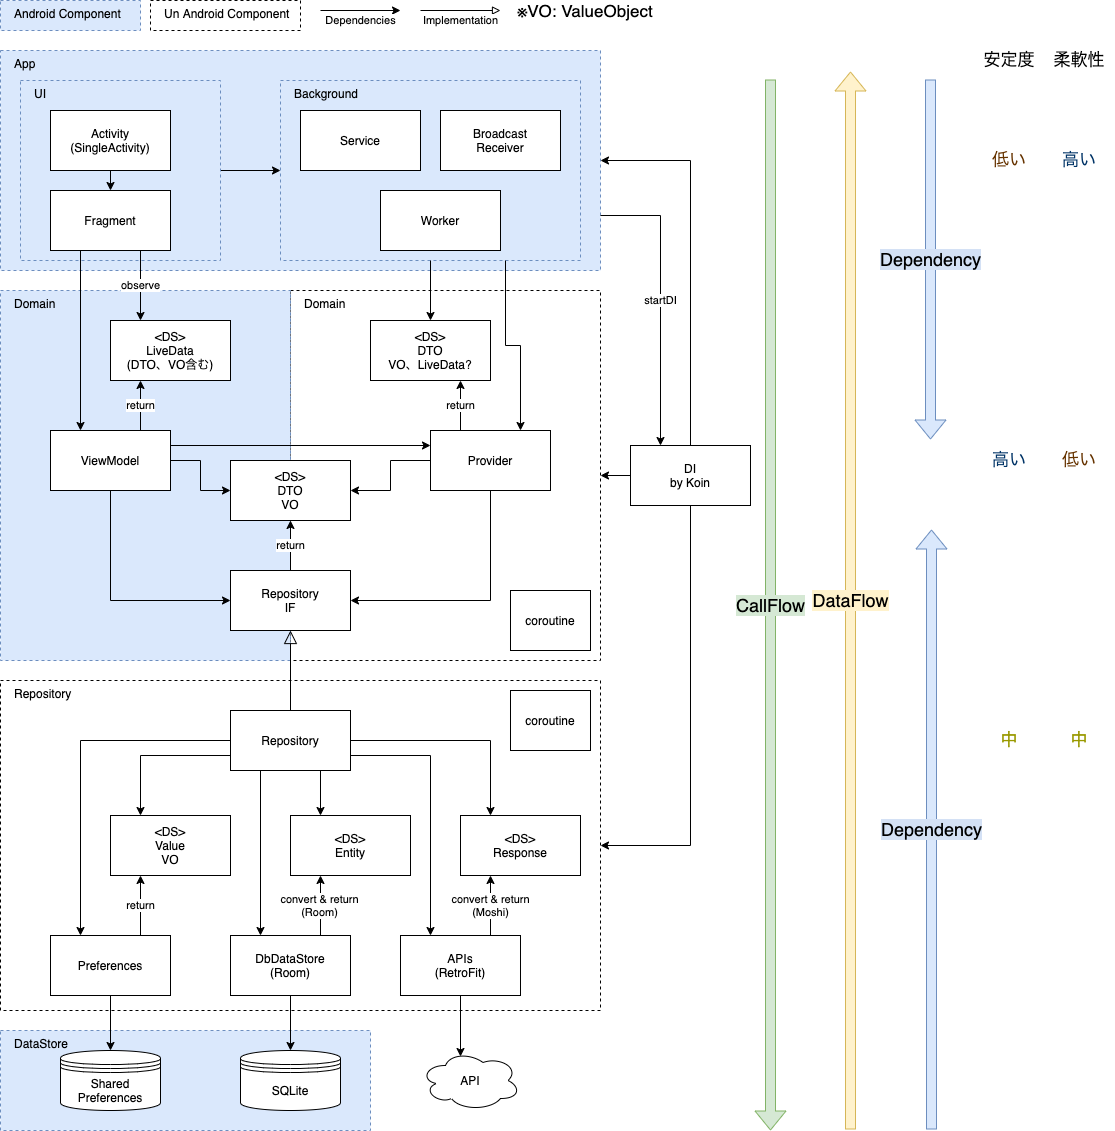 Android Component
Un Android Component
Dependencies
Implementation
※VO: ValueObject
安定度
柔軟性
App
UI
Activity
(SingleActivity)
Fragment
Background
Service
Broadcast
Receiver
Worker
低い
高い
Dependency
observe
startDI
Domain
Domain
<DS>
LiveData
(DTO、VO含む)
<DS>
DTO
VO、LiveData?
return
return
ViewModel
Provider
<DS>
DTO
VO
DI
by Koin
高い
低い
return
Repository
IF
coroutine
CallFlow
DataFlow
Repository
coroutine
Repository
中
中
<DS>
Value
VO
<DS>
Entity
<DS>
Response
Dependency
return
convert & return
(Room)
convert & return
(Moshi)
Preferences
DbDataStore
(Room)
APIs
(RetroFit)
DataStore
Shared
Preferences
SQLite
API